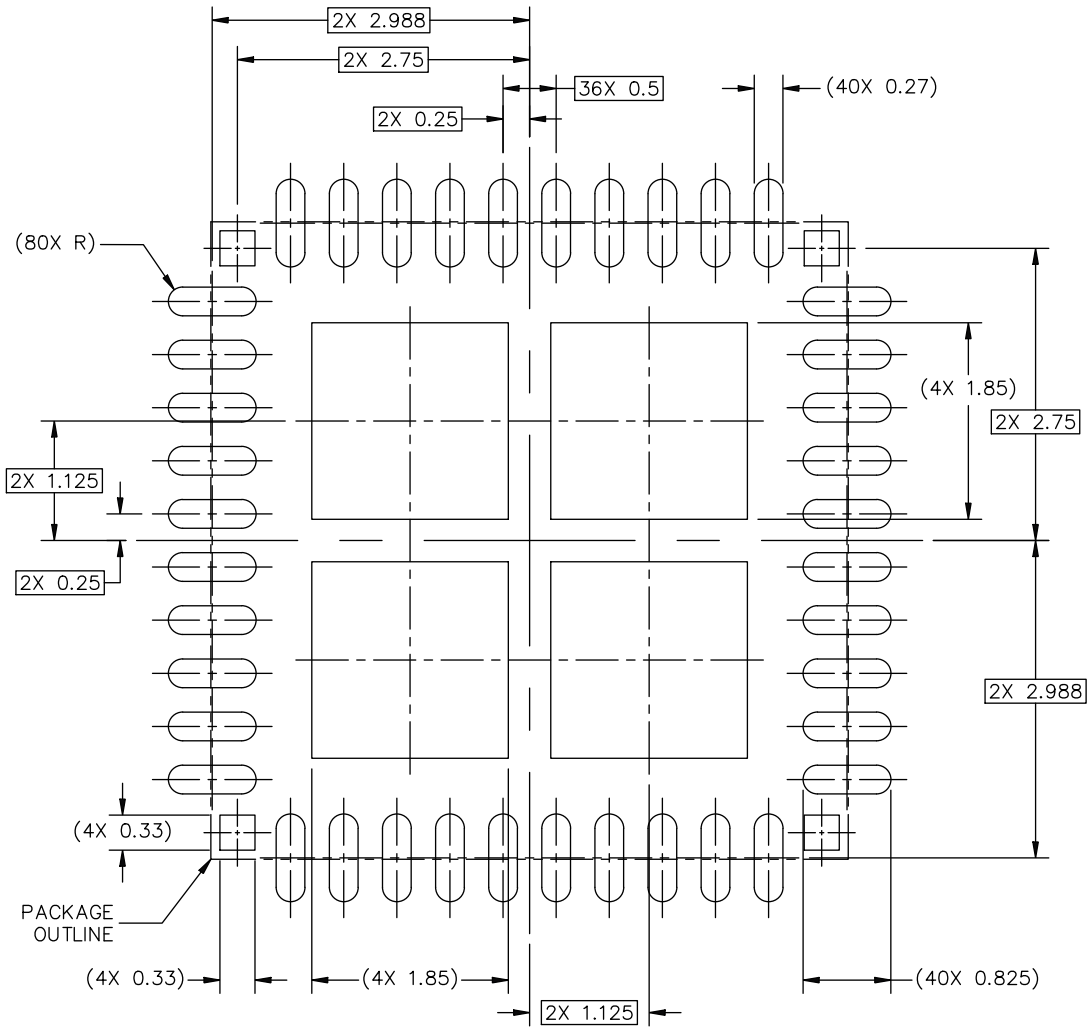 2X 2.988
2X 2.75
36X 0.5
(40X 0.27)
2X 0.25
(80X R)
(4X 1.85)
2X 2.75
2X 1.125
2X 0.25
2X 2.988
(4X 0.33)
PACKAGE
OUTLINE
(4X 0.33)
(4X 1.85)
(40X 0.825)
2X 1.125